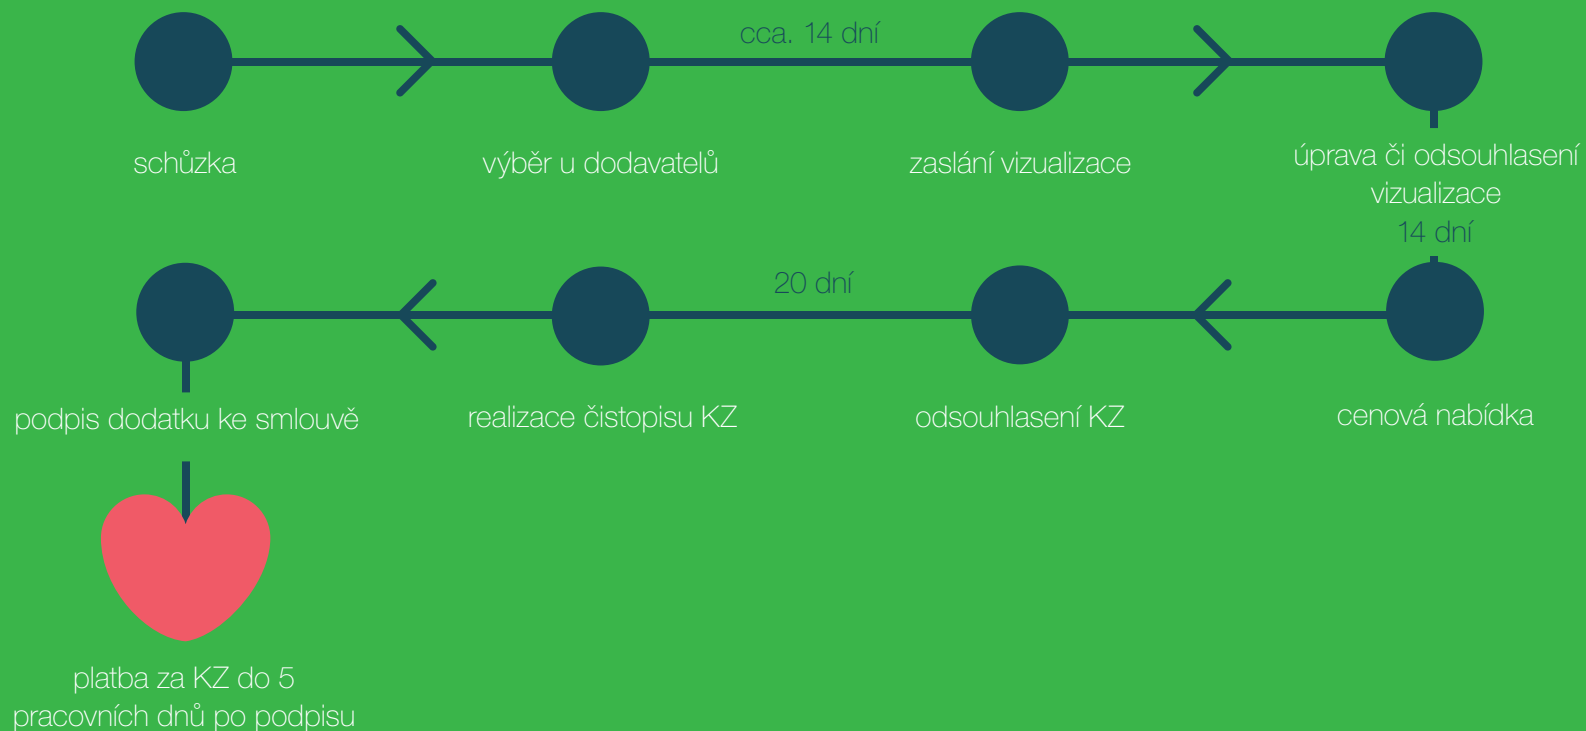 cca. 14 dní
schůzka
výběr u dodavatelů
zaslání vizualizace
úprava či odsouhlasení
vizualizace
14 dní
20 dní
podpis dodatku ke smlouvě
realizace čistopisu KZ
odsouhlasení KZ
cenová nabídka
platba za KZ do 5
pracovních dnů po podpisu